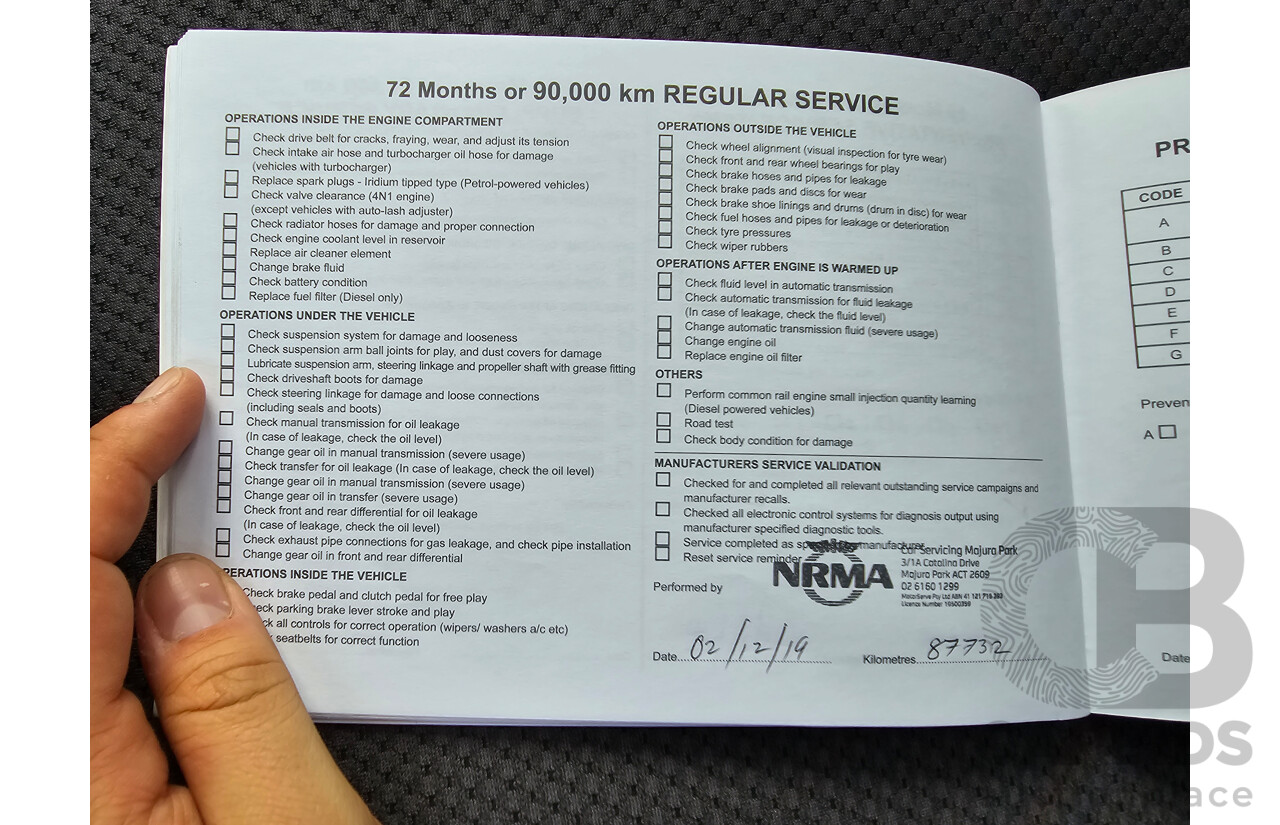 72 Months or 90,000 km REGULAR SERVICE
OPERATIONS INSIDE THE ENGINE COMPARTMENT
Check drive belt for cracks, fraying, wear, and adjust its tension
Check intake air hose and turbocharger oil hose for damage
(vehicles with turbocharger)
Replace spark plugs - Iridium tipped type (Petrol-powered vehicles)
Check valve clearance (4N1 engine)
(except vehicles with auto-lash adjuster)
Check radiator hoses for damage and proper connection
Check engine coolant level in reservoir
Replace air cleaner element
Change brake fluid
Check battery condition
Replace fuel filter (Diesel only)
OPERATIONS UNDER THE VEHICLE
Check suspension system for damage and looseness
Check suspension arm ball joints for play, and dust covers for damage
Lubricate suspension arm, steering linkage and propeller shaft with grease fitting
Check driveshaft boots for damage
Check steering linkage for damage and loose connections
(including seals and boots)
Check manual transmission for oil leakage
(In case of leakage, check the oil level)
Change gear oil in manual transmission (severe usage)
Check transfer for oil leakage (In case of leakage, check the oil level)
Change gear oil in manual transmission (severe usage)
Change gear oil in transfer (severe usage)
Check front and rear differential for oil leakage
(In case of leakage, check the oil level)
Check exhaust pipe connections for gas leakage, and check pipe installation
Change gear oil in front and rear differential
PERATIONS INSIDE THE VEHICLE
heck brake pedal and clutch pedal for free play
eck parking brake lever stroke and play
ck all controls for correct operation (wipers/ washers a/c etc)
k seatbelts for correct function
OPERATIONS OUTSIDE THE VEHICLE
Check wheel alignment (visual inspection for tyre wear)
Check front and rear wheel bearings for play
Check brake hoses and pipes for leakage
Check brake pads and discs for wear
Check brake shoe linings and drums (drum in disc) for wear
Check fuel hoses and pipes for leakage or deterioration
Check tyre pressures
Check wiper rubbers
OPERATIONS AFTER ENGINE IS WARMED UP
Check fluid level in automatic transmission
Check automatic transmission for fluid leakage
(In case of leakage, check the fluid level)
Change automatic transmission fluid (severe usage)
Change engine oil
Replace engine oil filter
OTHERS
Perform common rail engine small injection quantity learning
(Diesel powered vehicles)
Road test
Check body condition for damage
MANUFACTURERS SERVICE VALIDATION
Checked for and completed all relevant outstanding service campaigns and
manufacturer recalls.
Checked all electronic control systems for diagnosis output using
manufacturer specified diagnostic tools.
Service completed as sp manufacturer
Reset service reminder
Performed by
NRMA
Car Servicing Majura Park
3/1A Catalina Drive
Majura Park ACT 2609
02 6160 1299
Licence Number
Date 02/12/19
Kilometres 87732
PR
CODE
A
B
C
D
E
F
G
Preven
A
Date
CB
OS
ace